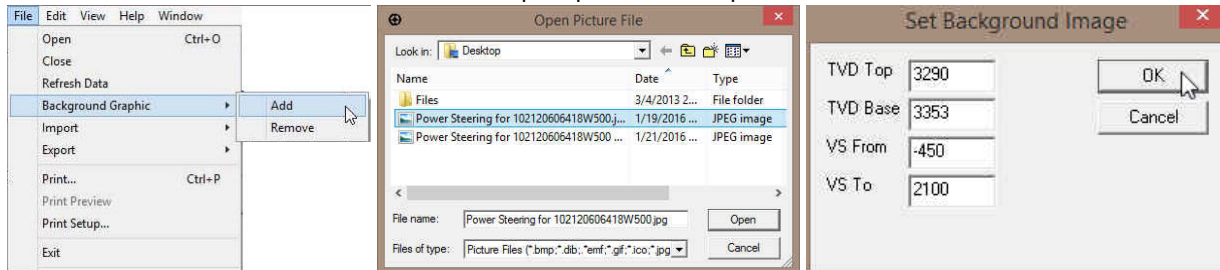 File Edit View Help Window
Open Ctrl+O
Close
Refresh Data
Background Graphic
Add
Remove
Import
Export
Print... Ctrl+P
Print Preview
Print Setup...
Exit
Open Picture File
Look in: Desktop
Name Date Type
Files 3/4/2013 2... File folder
Power Steering for 102120606418W500.j... 1/19/2016 ... JPEG image
Power Steering for 102120606418W500 ... 1/21/2016 ... JPEG image
File name: Power Steering for 102120606418W500.jpg Open
Files of type: Picture Files (*.bmp;*.dib;*.emf;*.gif;*.ico;*.jpg Cancel
Set Background Image
TVD Top 3290 OK
TVD Base 3353 Cancel
VS From -450
VS To 2100